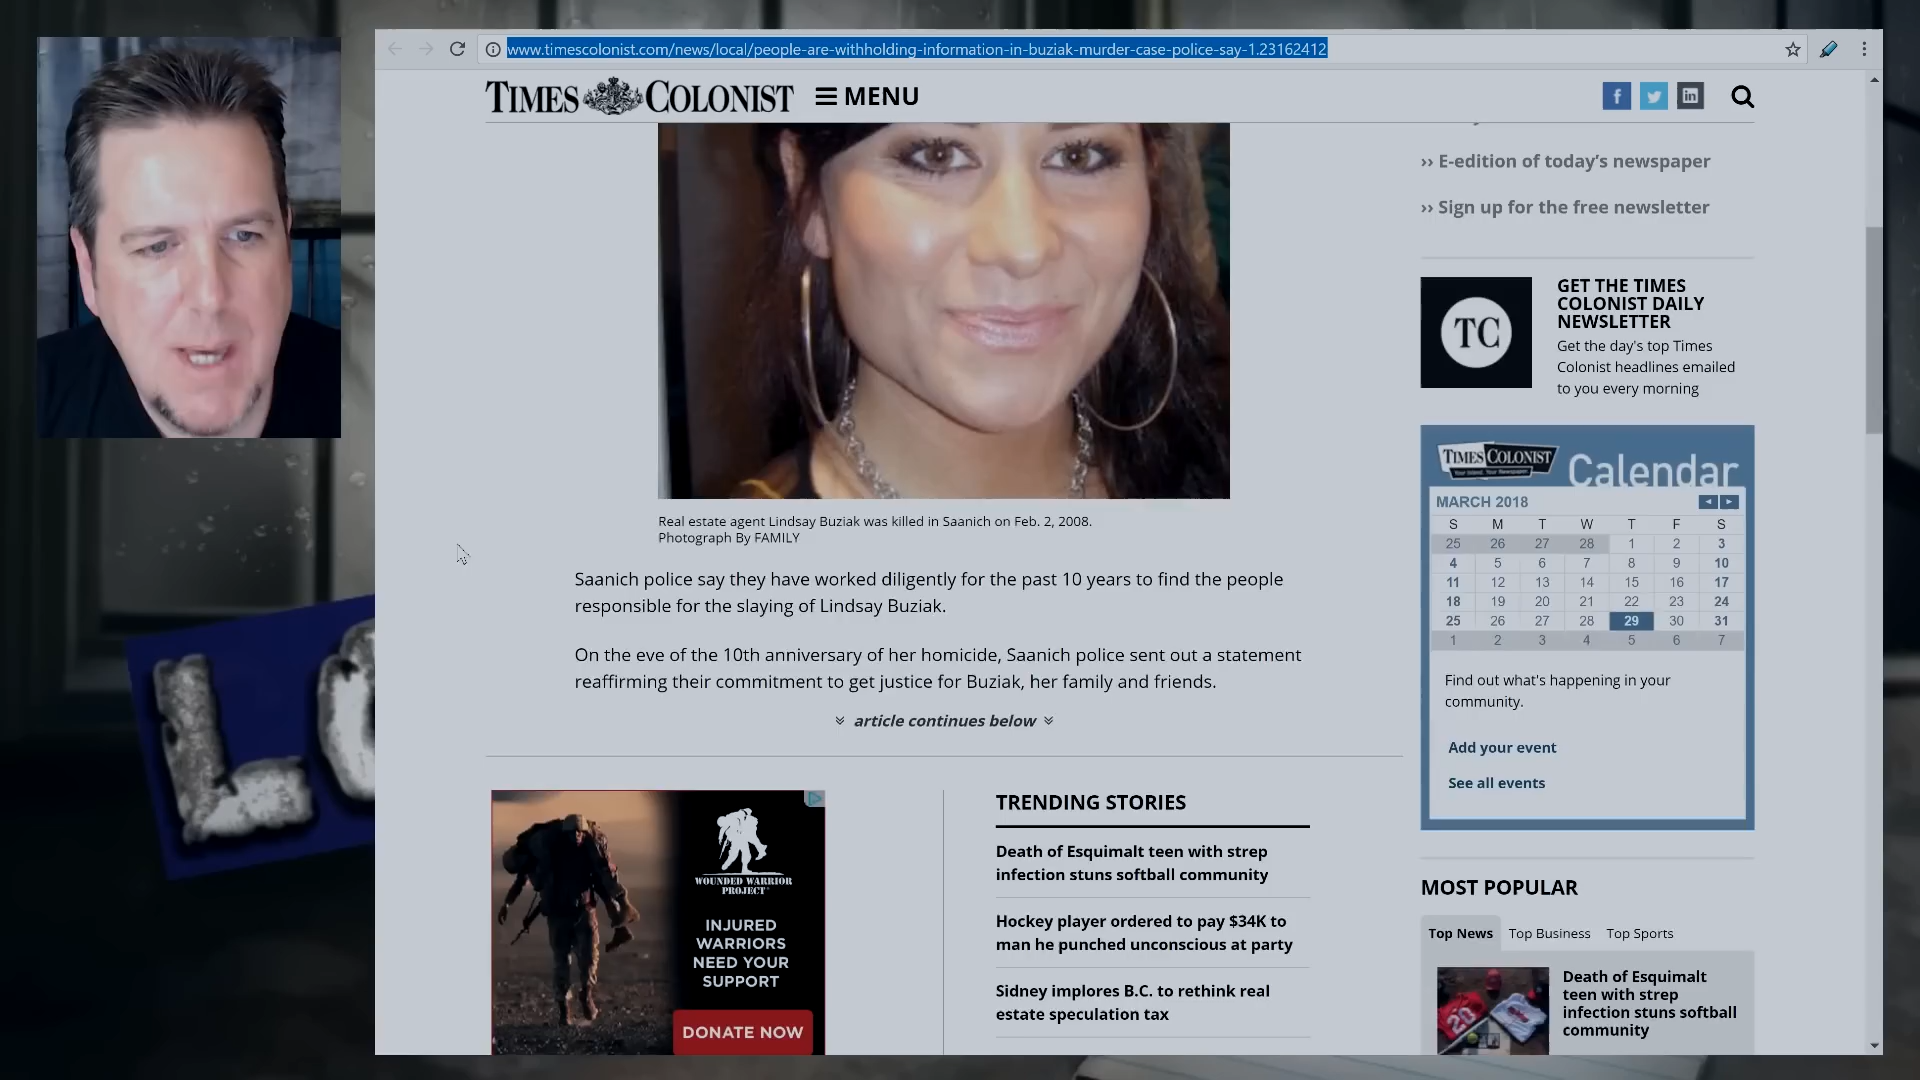 www.timescolonist.com/news/local/people-are-withholding-information-in-buziak-murder-case-police-say-1.23162412
TIMES COLONIST
MENU
›› E-edition of today's newspaper
›› Sign up for the free newsletter
TC
GET THE TIMES
COLONIST DAILY
NEWSLETTER
Get the day's top Times
Colonist headlines emailed
to you every morning
Real estate agent Lindsay Buziak was killed in Saanich on Feb. 2, 2008.
Photograph By FAMILY
Saanich police say they have worked diligently for the past 10 years to find the people
responsible for the slaying of Lindsay Buziak.
On the eve of the 10th anniversary of her homicide, Saanich police sent out a statement
reaffirming their commitment to get justice for Buziak, her family and friends.
article continues below
TIMES COLONIST
Calendar
MARCH 2018
S M T W T F S
25 26 27 28 1 2 3
4 5 6 7 8 9 10
11 12 13 14 15 16 17
18 19 20 21 22 23 24
25 26 27 28 29 30 31
1 2 3 4 5 6 7
Find out what's happening in your
community.
Add your event
See all events
WOUNDED WARRIOR
PROJECT
INJURED
WARRIORS
NEED YOUR
SUPPORT
DONATE NOW
TRENDING STORIES
Death of Esquimalt teen with strep
infection stuns softball community
Hockey player ordered to pay $34K to
man he punched unconscious at party
Sidney implores B.C. to rethink real
estate speculation tax
MOST POPULAR
Top News Top Business Top Sports
Death of Esquimalt
teen with strep
infection stuns softball
community